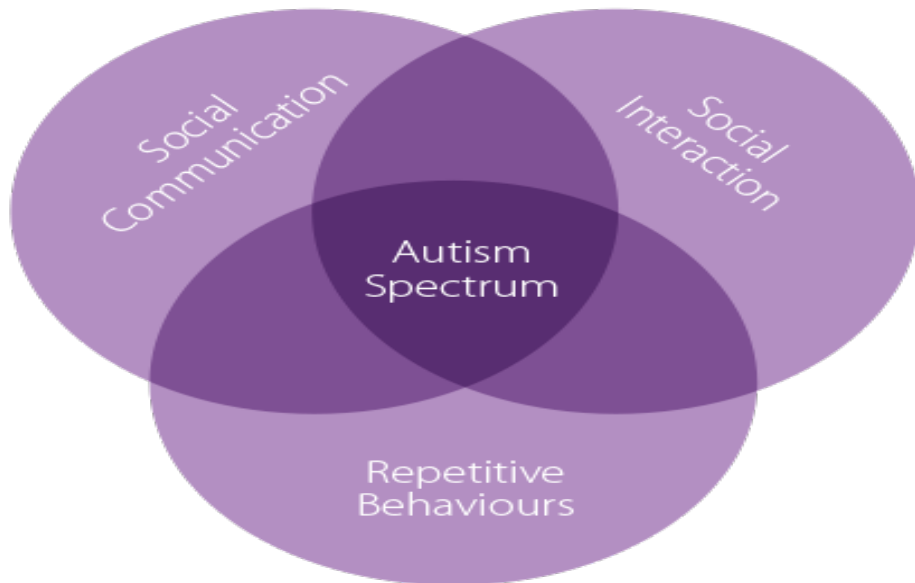 Social
Communication
Social
Interaction
Autism
Spectrum
Repetitive
Behaviours